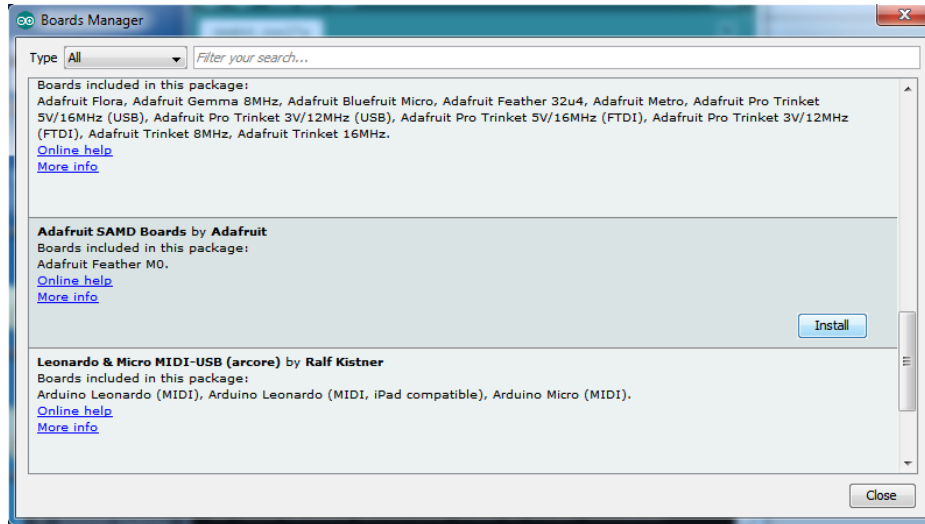 Boards Manager
Type All Filter your search...
Boards included in this package:
Adafruit Flora, Adafruit Gemma 8MHz, Adafruit Bluefruit Micro, Adafruit Feather 32u4, Adafruit Metro, Adafruit Pro Trinket
5V/16MHz (USB), Adafruit Pro Trinket 3V/12MHz (USB), Adafruit Pro Trinket 5V/16MHz (FTDI), Adafruit Pro Trinket 3V/12MHz
(FTDI), Adafruit Trinket 8MHz, Adafruit Trinket 16MHz.
Online help
More info
Adafruit SAMD Boards by Adafruit
Boards included in this package:
Adafruit Feather M0.
Online help
More info
Install
Leonardo & Micro MIDI-USB (arcore) by Ralf Kistner
Boards included in this package:
Arduino Leonardo (MIDI), Arduino Leonardo (MIDI, iPad compatible), Arduino Micro (MIDI).
Online help
More info
Close